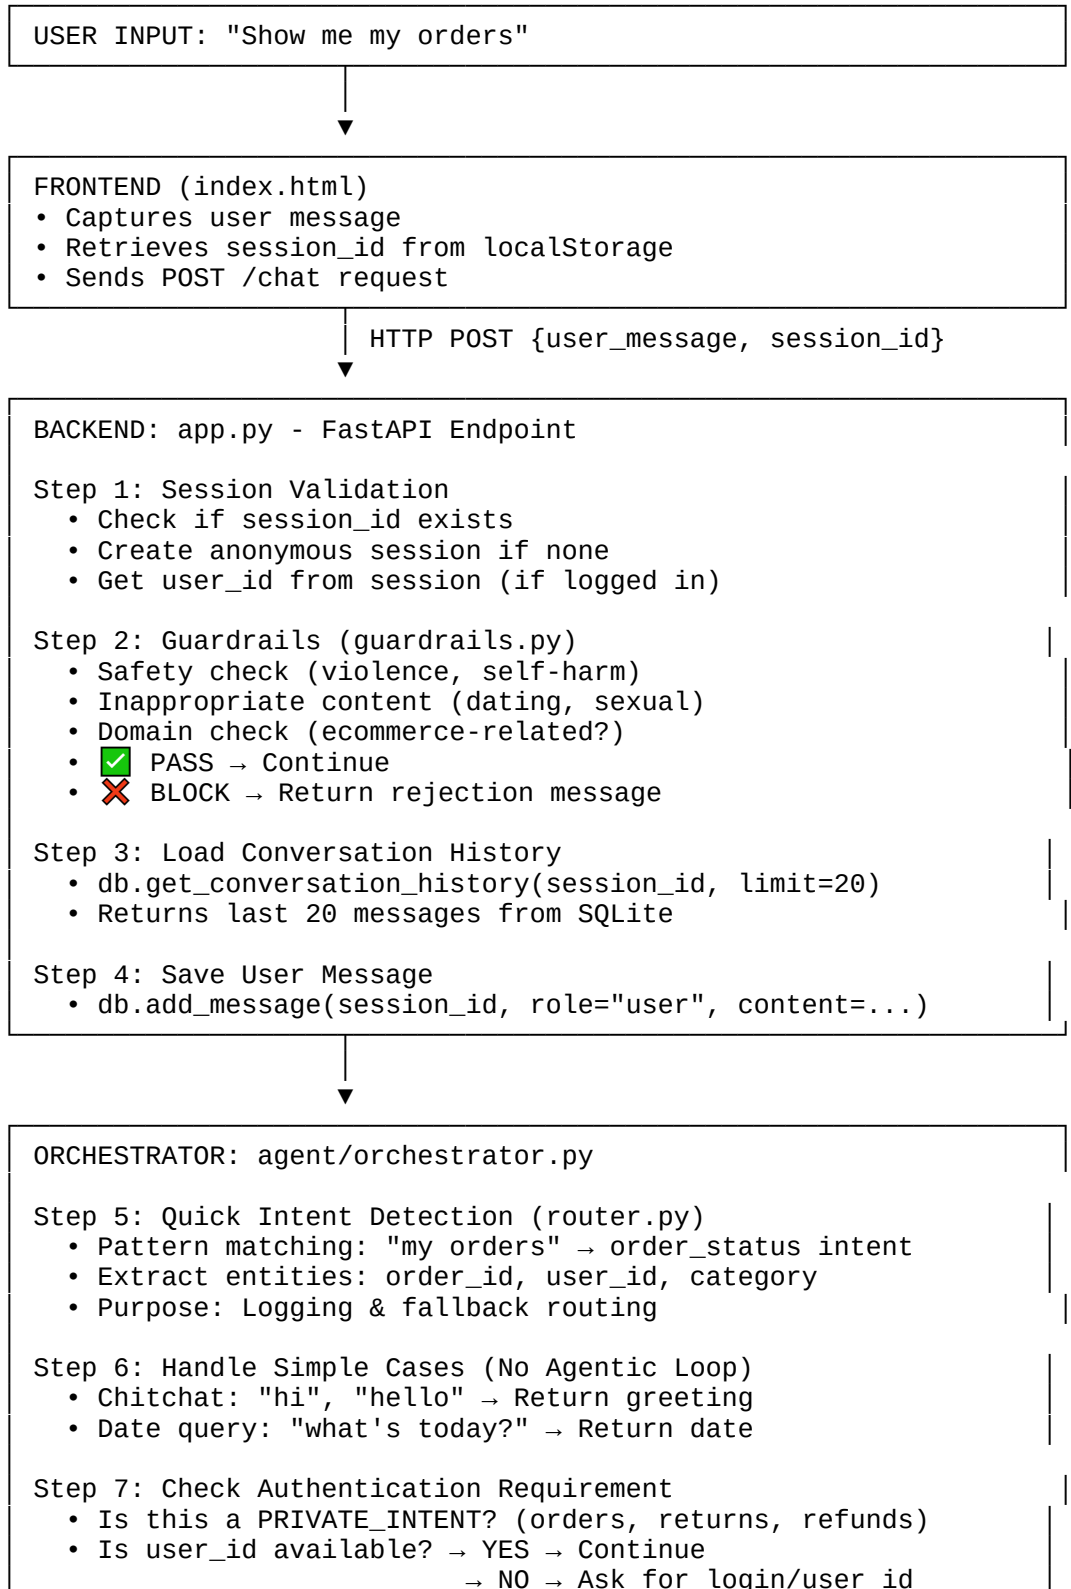 USER INPUT: "Show me my orders"
FRONTEND (index.html)
• Captures user message
• Retrieves session_id from localStorage
• Sends POST /chat request
HTTP POST {user_message, session_id}
BACKEND: app.py - FastAPI Endpoint
Step 1: Session Validation
• Check if session_id exists
• Create anonymous session if none
• Get user_id from session (if logged in)
Step 2: Guardrails (guardrails.py)
• Safety check (violence, self-harm)
• Inappropriate content (dating, sexual)
• Domain check (ecommerce-related?)
• ✅ PASS → Continue
• ❌ BLOCK → Return rejection message
Step 3: Load Conversation History
• db.get_conversation_history(session_id, limit=20)
• Returns last 20 messages from SQLite
Step 4: Save User Message
• db.add_message(session_id, role="user", content=...)
ORCHESTRATOR: agent/orchestrator.py
Step 5: Quick Intent Detection (router.py)
• Pattern matching: "my orders" → order_status intent
• Extract entities: order_id, user_id, category
• Purpose: Logging & fallback routing
Step 6: Handle Simple Cases (No Agentic Loop)
• Chitchat: "hi", "hello" → Return greeting
• Date query: "what's today?" → Return date
Step 7: Check Authentication Requirement
• Is this a PRIVATE_INTENT? (orders, returns, refunds)
• Is user_id available? → YES → Continue
→ NO → Ask for login/user_id